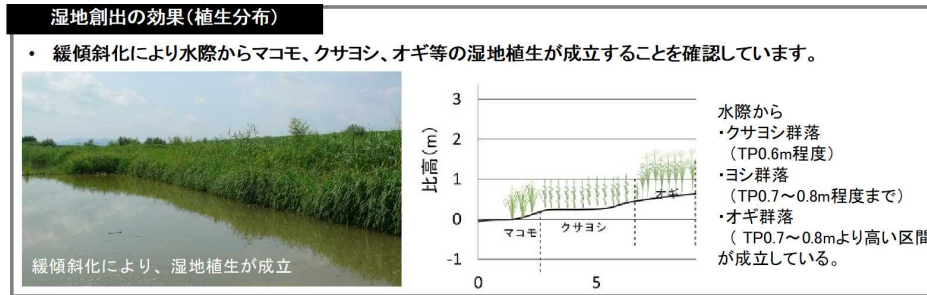 湿地創出の効果(植生分布)
• 緩傾斜化により水際からマコモ、クサヨシ、オギ等の湿地植生が成立することを確認しています。
緩傾斜化により、湿地植生が成立
比高(m)
3
2
1
0
-1
0
5
マコモ
クサヨシ
オギ
水際から
・クサヨシ群落
(TP0.6m程度)
・ヨシ群落
(TP0.7～0.8m程度まで)
・オギ群落
( TP0.7～0.8mより高い区間
が成立している。